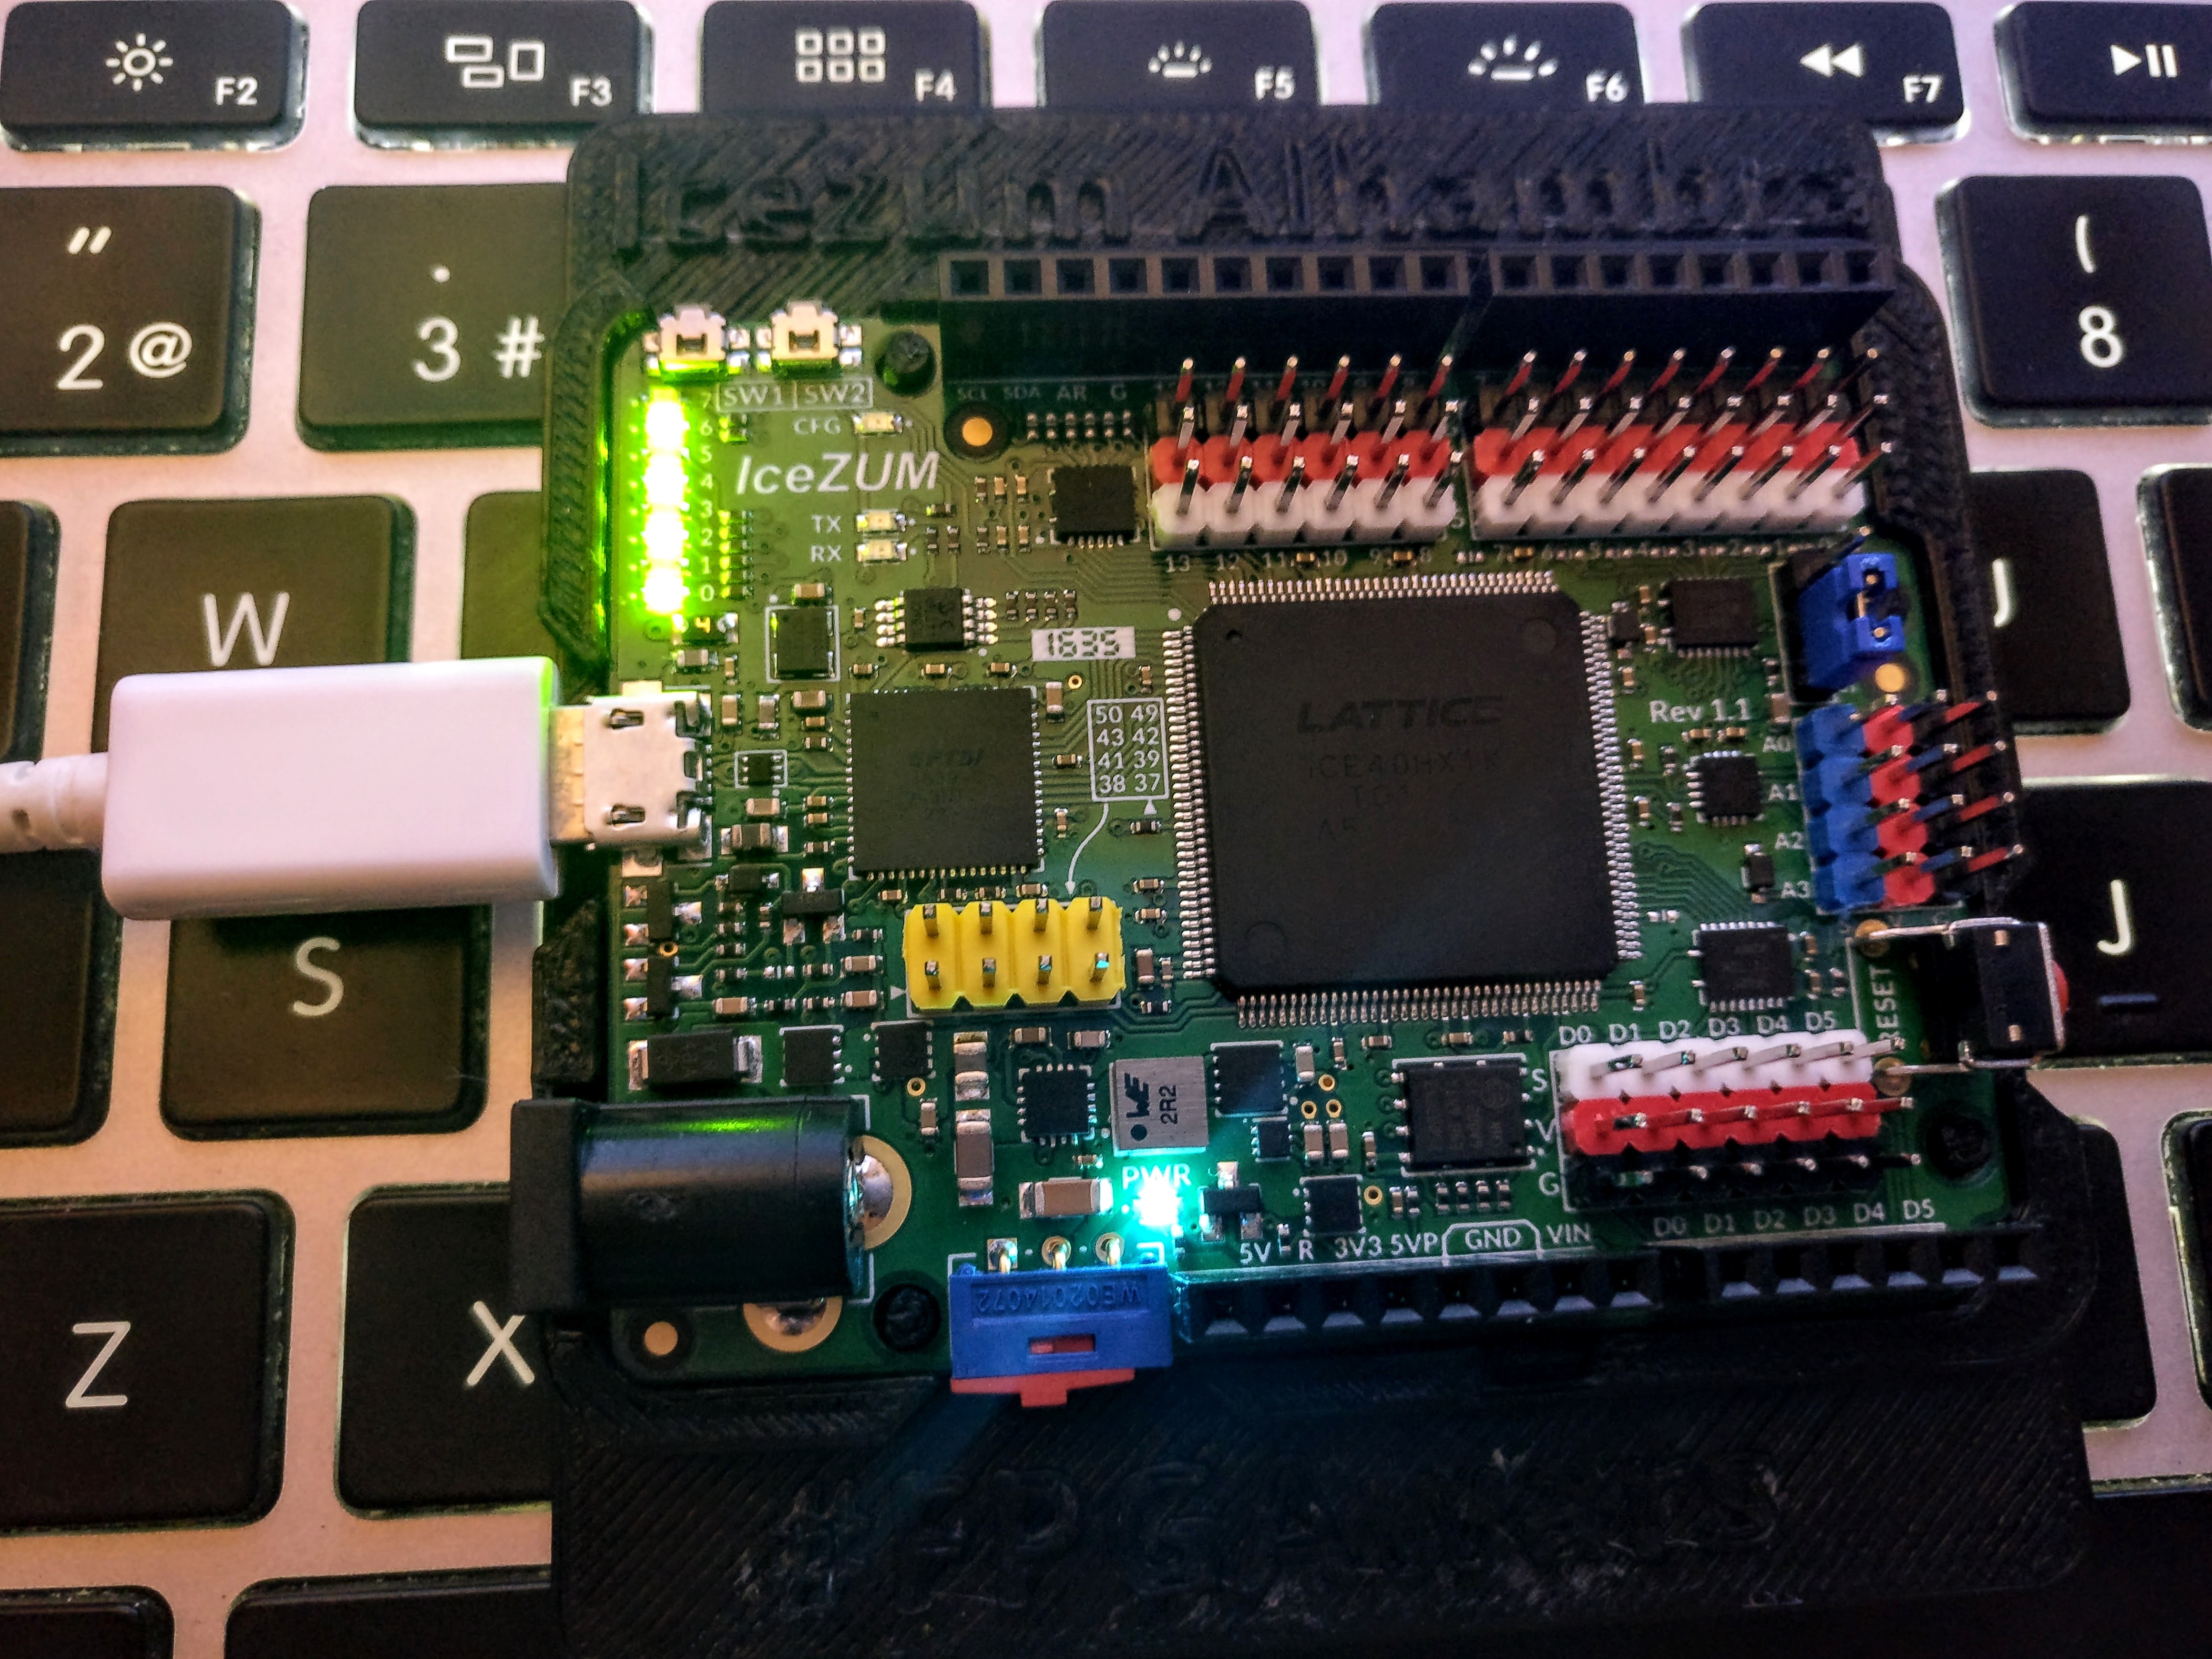 F2 F3 F4 F5 F6 F7
IceZUM Alhambra
" 2 @
3 #
( 8
SW1 SW2
SCL SDA AR G
7
6 CFG
5
4 IceZUM
3
2 TX
1 RX
0
13 12 11 10 9 8 7 6 5 4 3 2 1
W
1635
50 49
43 42
41 39
38 37
LATTICE
iCE40HX1K
Rev 1.1
A0
A1
A2
A3
FTDI
S
J
RESET
D0 D1 D2 D3 D4 D5
S
V
G
WE
2R2
PWR
5V R 3V3 5VP GND VIN
D0 D1 D2 D3 D4 D5
WE02014072
Z
X